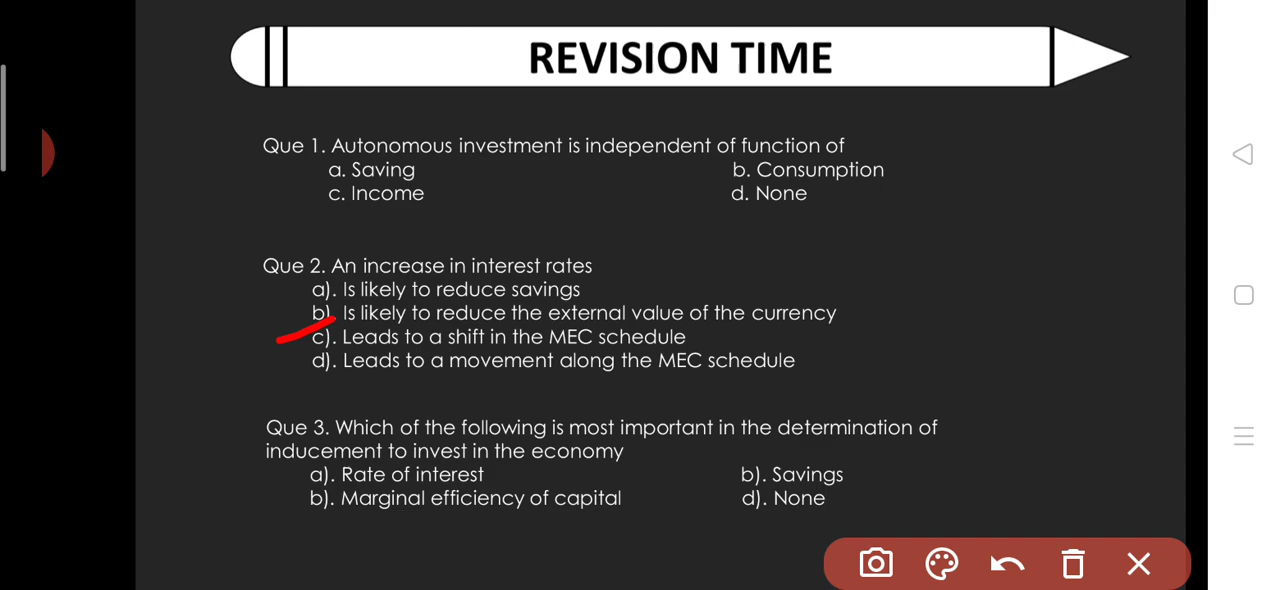 REVISION TIME
Que 1. Autonomous investment is independent of function of
a. Saving b. Consumption
c. Income d. None
Que 2. An increase in interest rates
a). Is likely to reduce savings
b). Is likely to reduce the external value of the currency
c). Leads to a shift in the MEC schedule
d). Leads to a movement along the MEC schedule
Que 3. Which of the following is most important in the determination of
inducement to invest in the economy
a). Rate of interest b). Savings
b). Marginal efficiency of capital d). None